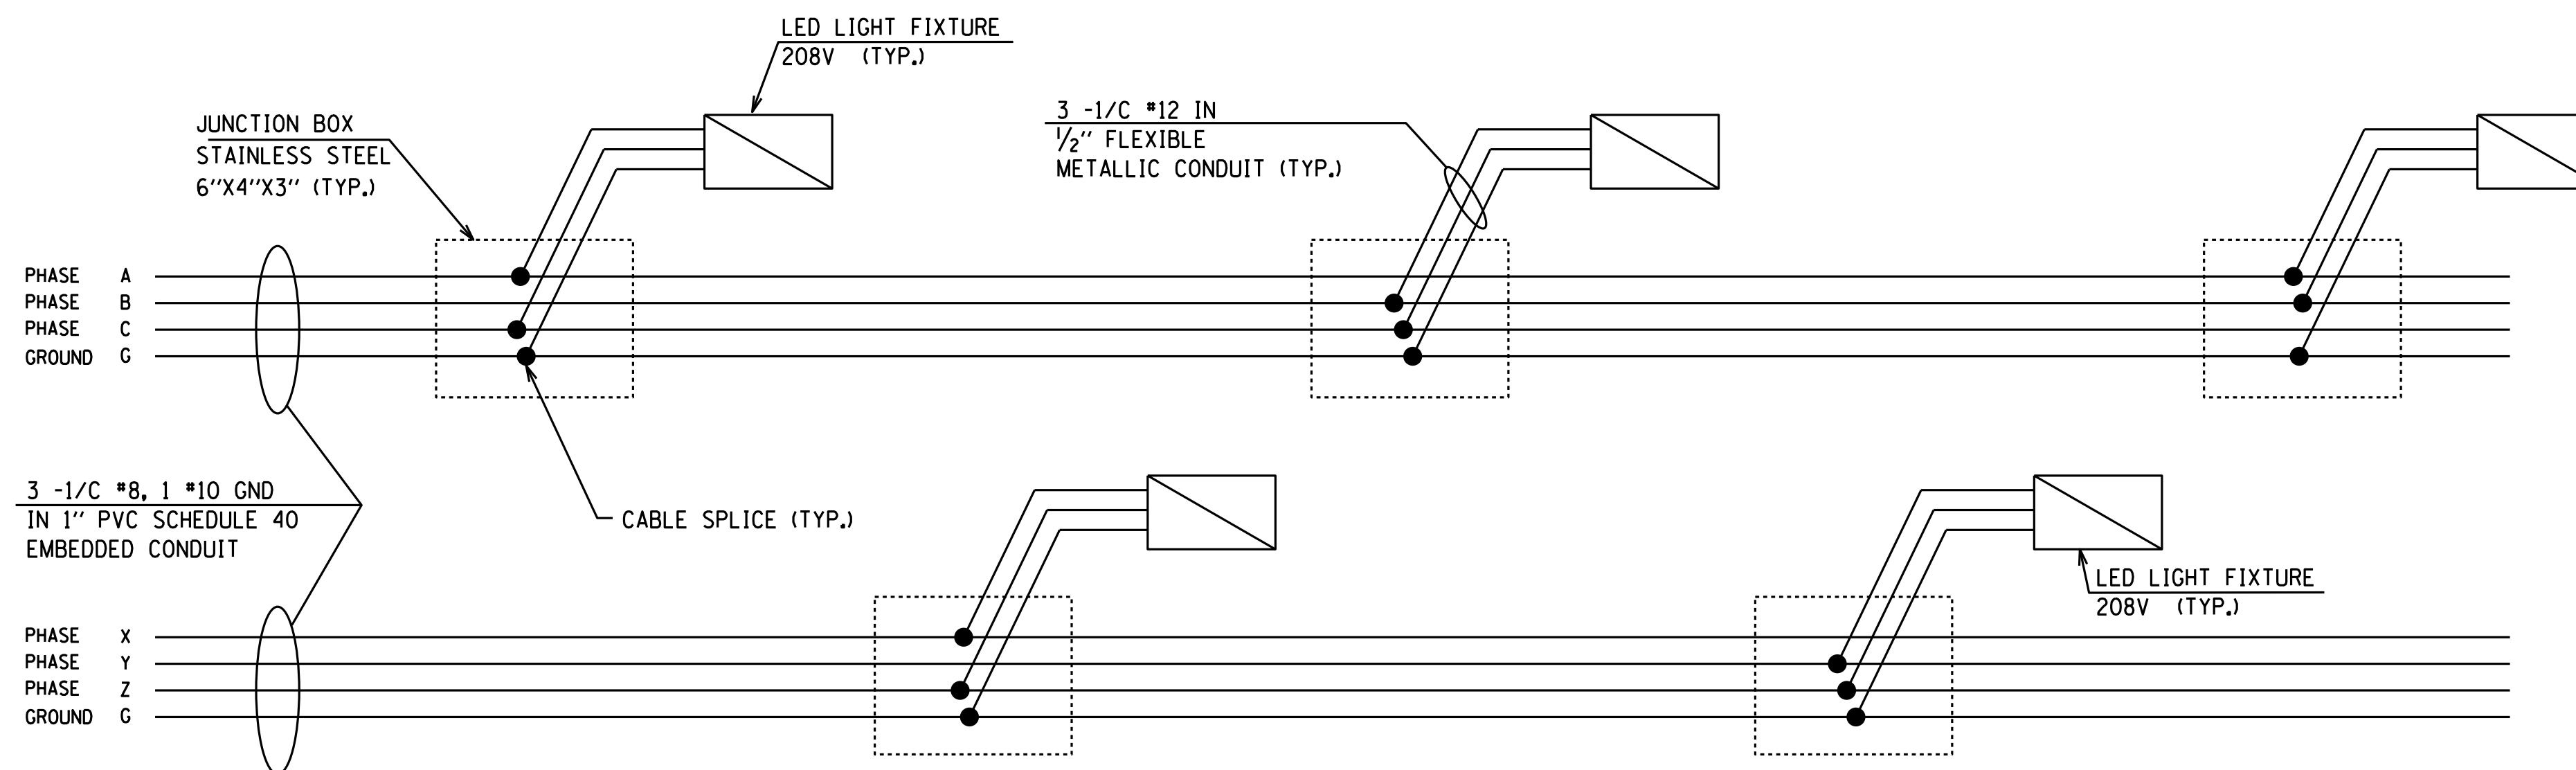 LED LIGHT FIXTURE
208V (TYP.)
JUNCTION BOX
STAINLESS STEEL
6"X4"X3" (TYP.)
3 -1/C #12 IN
½" FLEXIBLE
METALLIC CONDUIT (TYP.)
PHASE A
PHASE B
PHASE C
GROUND G
3 -1/C #8, 1 #10 GND
IN 1" PVC SCHEDULE 40
EMBEDDED CONDUIT
CABLE SPLICE (TYP.)
LED LIGHT FIXTURE
208V (TYP.)
PHASE X
PHASE Y
PHASE Z
GROUND G